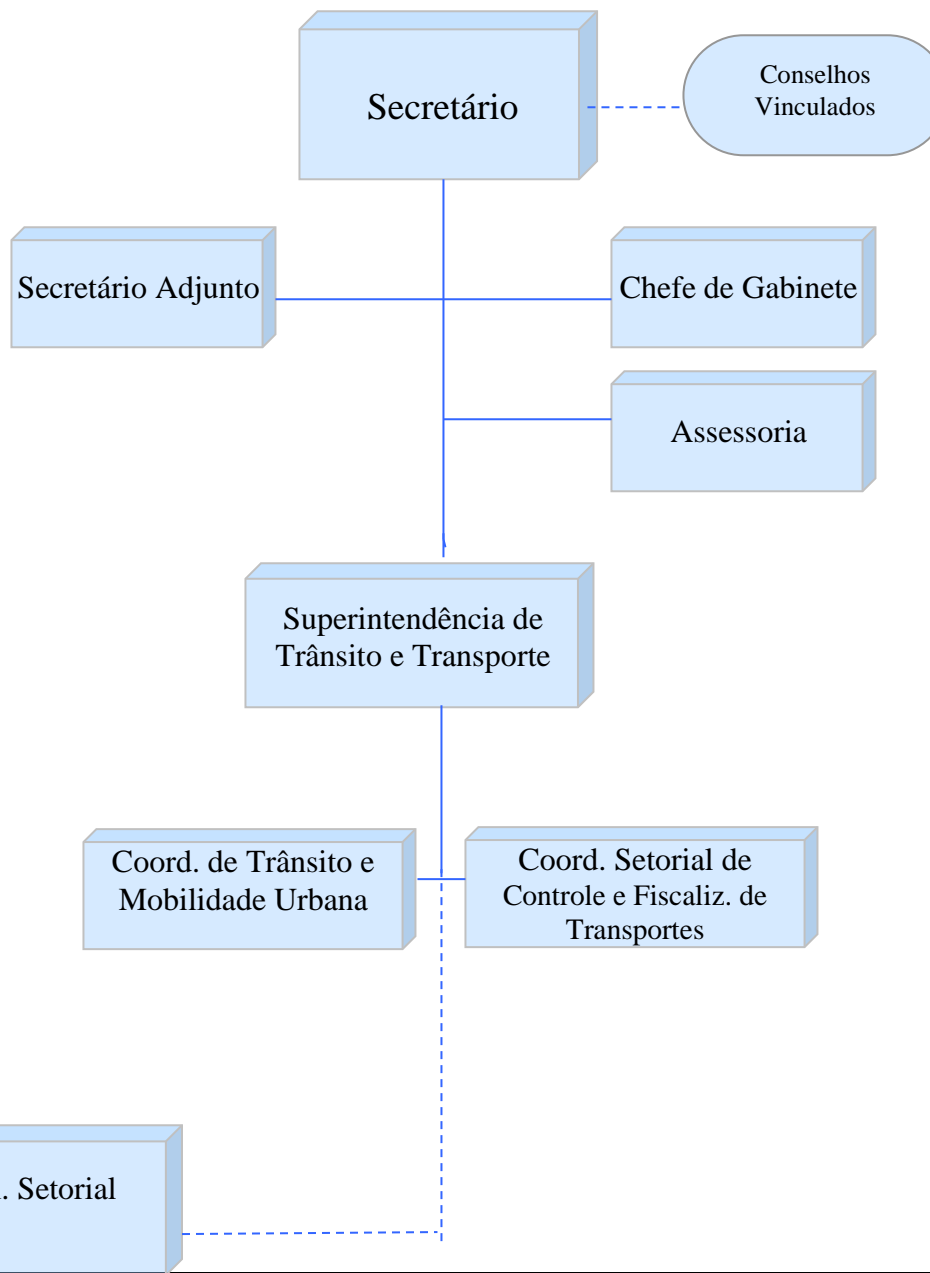 Secretário
Conselhos
Vinculados
Secretário Adjunto
Chefe de Gabinete
Assessoria
Superintendência de
Trânsito e Transporte
Coord. de Trânsito e
Mobilidade Urbana
Coord. Setorial de
Controle e Fiscaliz. de
Transportes
Setorial